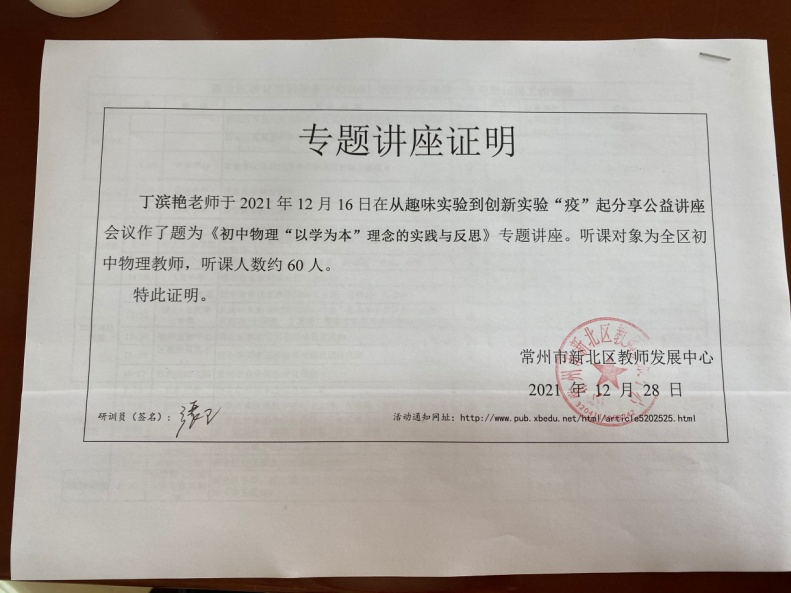 专题讲座证明
丁滨艳老师于 2021 年 12 月 16 日在从趣味实验到创新实验“疫”起分享公益讲座
会议作了题为《初中物理“以学为本”理念的实践与反思》专题讲座。听课对象为全区初
中物理教师，听课人数约 60 人。
特此证明。
常州市新北区教师发展中心
2021 年 12 月 28 日
研训员（签名）：
活动通知网址：http://www.pub.xbedu.net/html/article5202525.html